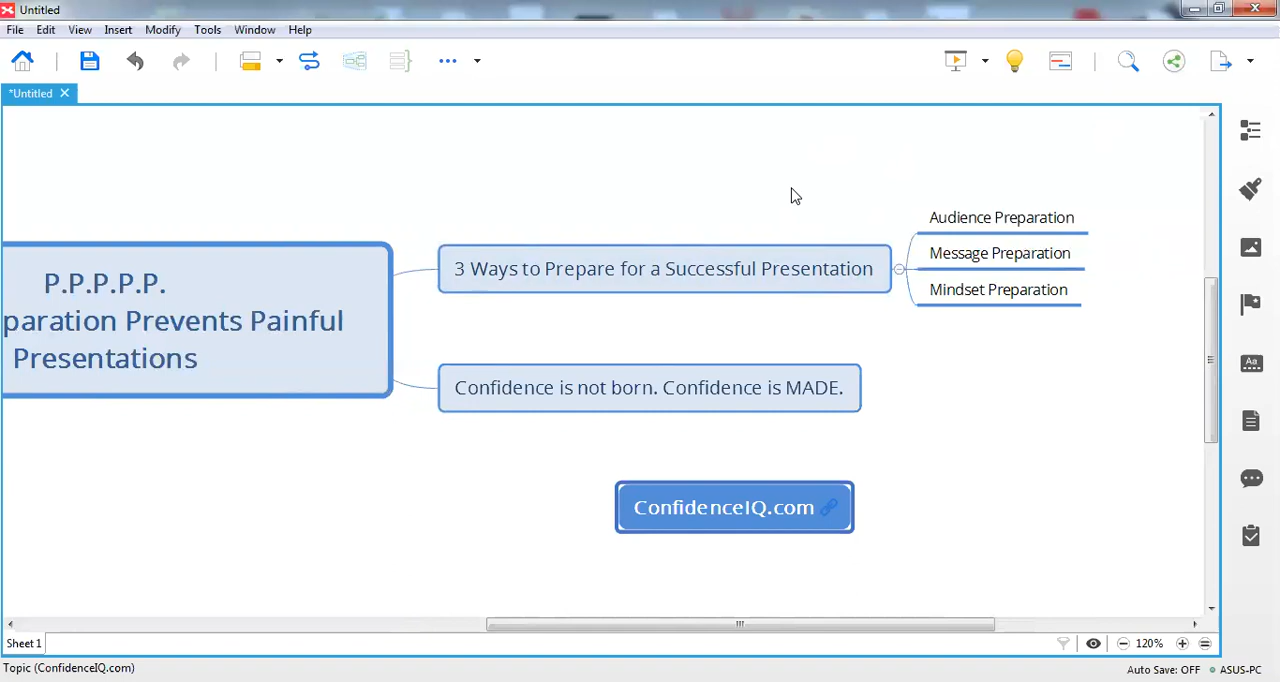 Untitled
File Edit View Insert Modify Tools Window Help
*Untitled
P.P.P.P.P.
paration Prevents Painful
Presentations
3 Ways to Prepare for a Successful Presentation
Audience Preparation
Message Preparation
Mindset Preparation
Confidence is not born. Confidence is MADE.
ConfidenceIQ.com
Aa
Sheet 1
120%
Topic (ConfidenceIQ.com)
Auto Save: OFF ASUS-PC